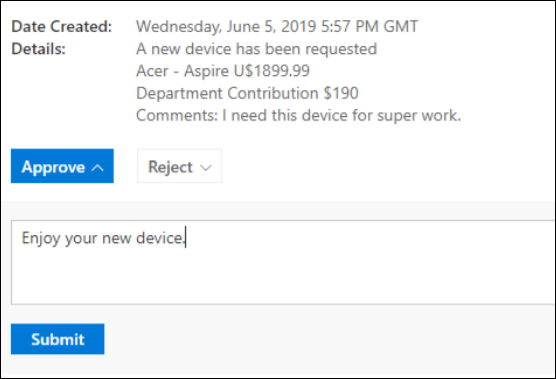 Date Created: Wednesday, June 5, 2019 5:57 PM GMT
Details: A new device has been requested
Acer - Aspire U$1899.99
Department Contribution $190
Comments: I need this device for super work.
Approve Reject
Enjoy your new device.
Submit